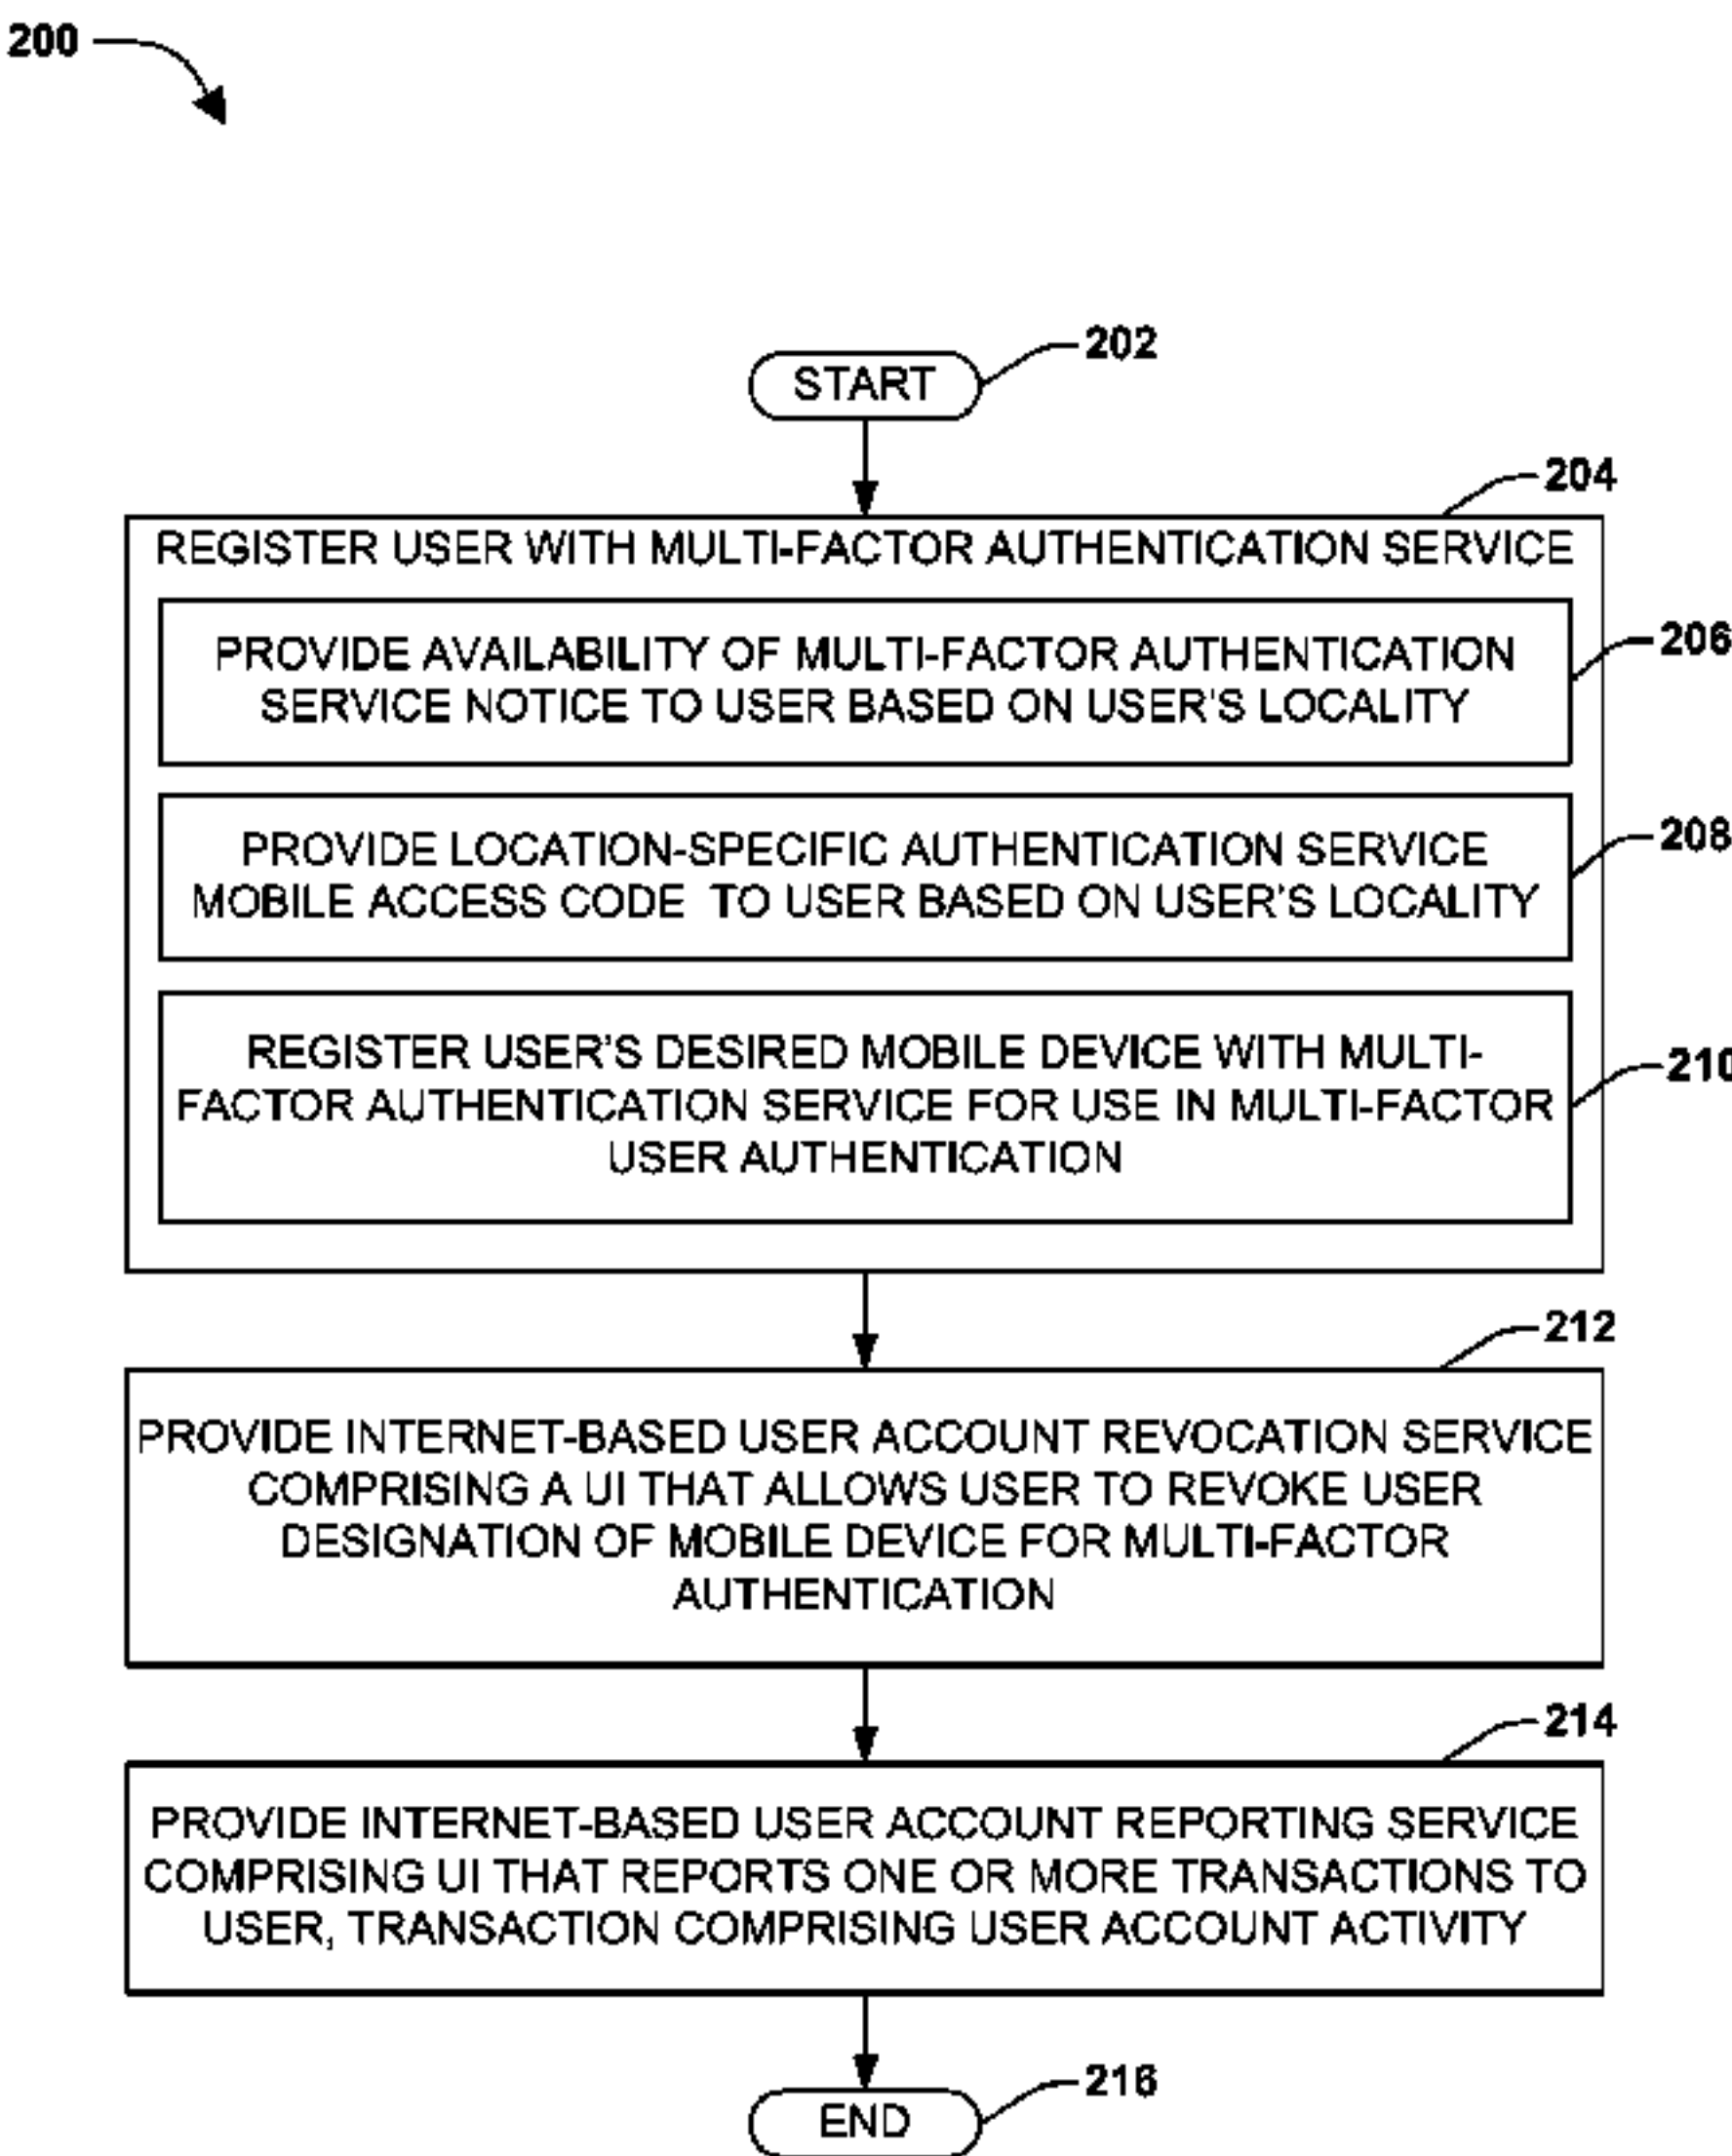 200
START
202
204
REGISTER USER WITH MULTI-FACTOR AUTHENTICATION SERVICE
PROVIDE AVAILABILITY OF MULTI-FACTOR AUTHENTICATION
SERVICE NOTICE TO USER BASED ON USER'S LOCALITY
206
PROVIDE LOCATION-SPECIFIC AUTHENTICATION SERVICE
MOBILE ACCESS CODE TO USER BASED ON USER'S LOCALITY
208
REGISTER USER'S DESIRED MOBILE DEVICE WITH MULTI-
FACTOR AUTHENTICATION SERVICE FOR USE IN MULTI-FACTOR
USER AUTHENTICATION
210
212
PROVIDE INTERNET-BASED USER ACCOUNT REVOCATION SERVICE
COMPRISING A UI THAT ALLOWS USER TO REVOKE USER
DESIGNATION OF MOBILE DEVICE FOR MULTI-FACTOR
AUTHENTICATION
214
PROVIDE INTERNET-BASED USER ACCOUNT REPORTING SERVICE
COMPRISING UI THAT REPORTS ONE OR MORE TRANSACTIONS TO
USER, TRANSACTION COMPRISING USER ACCOUNT ACTIVITY
216
END